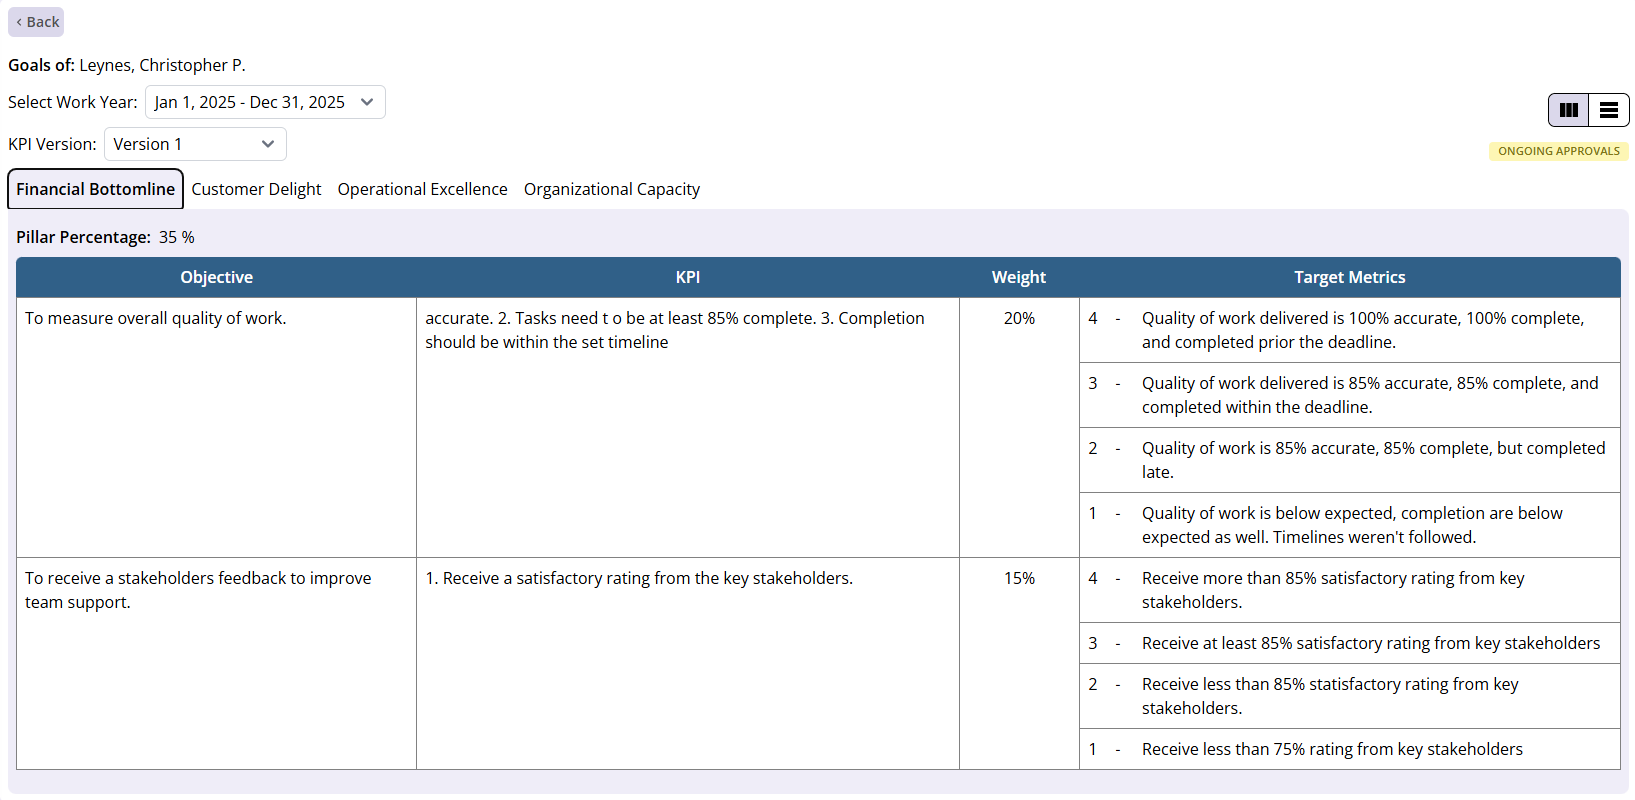 ‹ Back
Goals of: Leynes, Christopher P.
Select Work Year: Jan 1, 2025 - Dec 31, 2025
KPI Version: Version 1
ONGOING APPROVALS
Financial Bottomline Customer Delight Operational Excellence Organizational Capacity
Pillar Percentage: 35 %
Objective KPI Weight Target Metrics
To measure overall quality of work.
accurate. 2. Tasks need t o be at least 85% complete. 3. Completion
should be within the set timeline
20%
4 - Quality of work delivered is 100% accurate, 100% complete,
and completed prior the deadline.
3 - Quality of work delivered is 85% accurate, 85% complete, and
completed within the deadline.
2 - Quality of work is 85% accurate, 85% complete, but completed
late.
1 - Quality of work is below expected, completion are below
expected as well. Timelines weren't followed.
To receive a stakeholders feedback to improve
team support.
1. Receive a satisfactory rating from the key stakeholders.
15%
4 - Receive more than 85% satisfactory rating from key
stakeholders.
3 - Receive at least 85% satisfactory rating from key stakeholders
2 - Receive less than 85% statisfactory rating from key
stakeholders.
1 - Receive less than 75% rating from key stakeholders